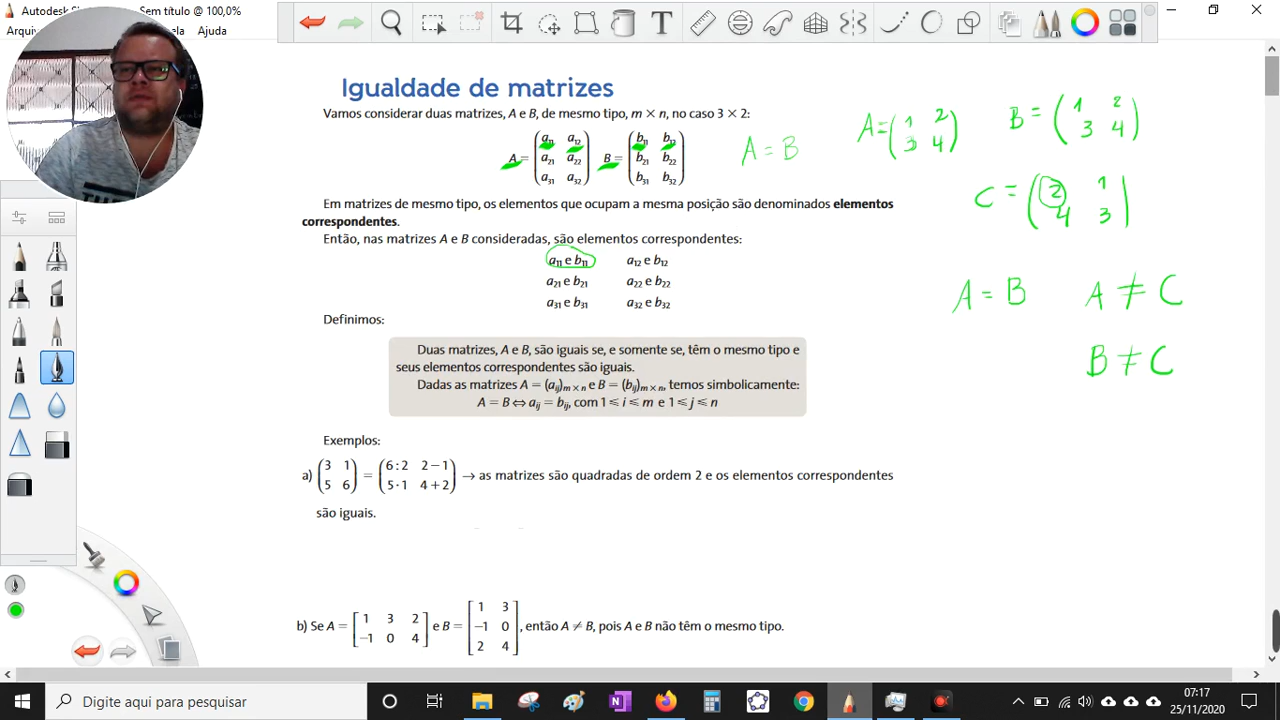 Autodesk S
Sem título @ 100,0%
Arqu
ela Ajuda
Igualdade de matrizes
Vamos considerar duas matrizes, A e B, de mesmo tipo, m × n, no caso 3 × 2:
A = (a11 a12
a21 a22
a31 a32)
B = (b11 b12
b21 b22
b31 b32)
A = B
A = (1 2
3 4)
B = (1 2
3 4)
C = (2 1
4 3)
Em matrizes de mesmo tipo, os elementos que ocupam a mesma posição são denominados elementos
correspondentes.
Então, nas matrizes A e B consideradas, são elementos correspondentes:
a11 e b11 a12 e b12
a21 e b21 a22 e b22
a31 e b31 a32 e b32
A = B A ≠ C
B ≠ C
Definimos:
Duas matrizes, A e B, são iguais se, e somente se, têm o mesmo tipo e
seus elementos correspondentes são iguais.
Dadas as matrizes A = (aij)m × n e B = (bij)m × n, temos simbolicamente:
A = B ⇔ aij = bij, com 1 ≤ i ≤ m e 1 ≤ j ≤ n
Exemplos:
a) (3 1
5 6) = (6 : 2 2 − 1
5 · 1 4 + 2) → as matrizes são quadradas de ordem 2 e os elementos correspondentes
são iguais.
b) Se A = [1 3 2
−1 0 4] e B = [1 3
−1 0
2 4], então A ≠ B, pois A e B não têm o mesmo tipo.
Digite aqui para pesquisar
07:17
25/11/2020